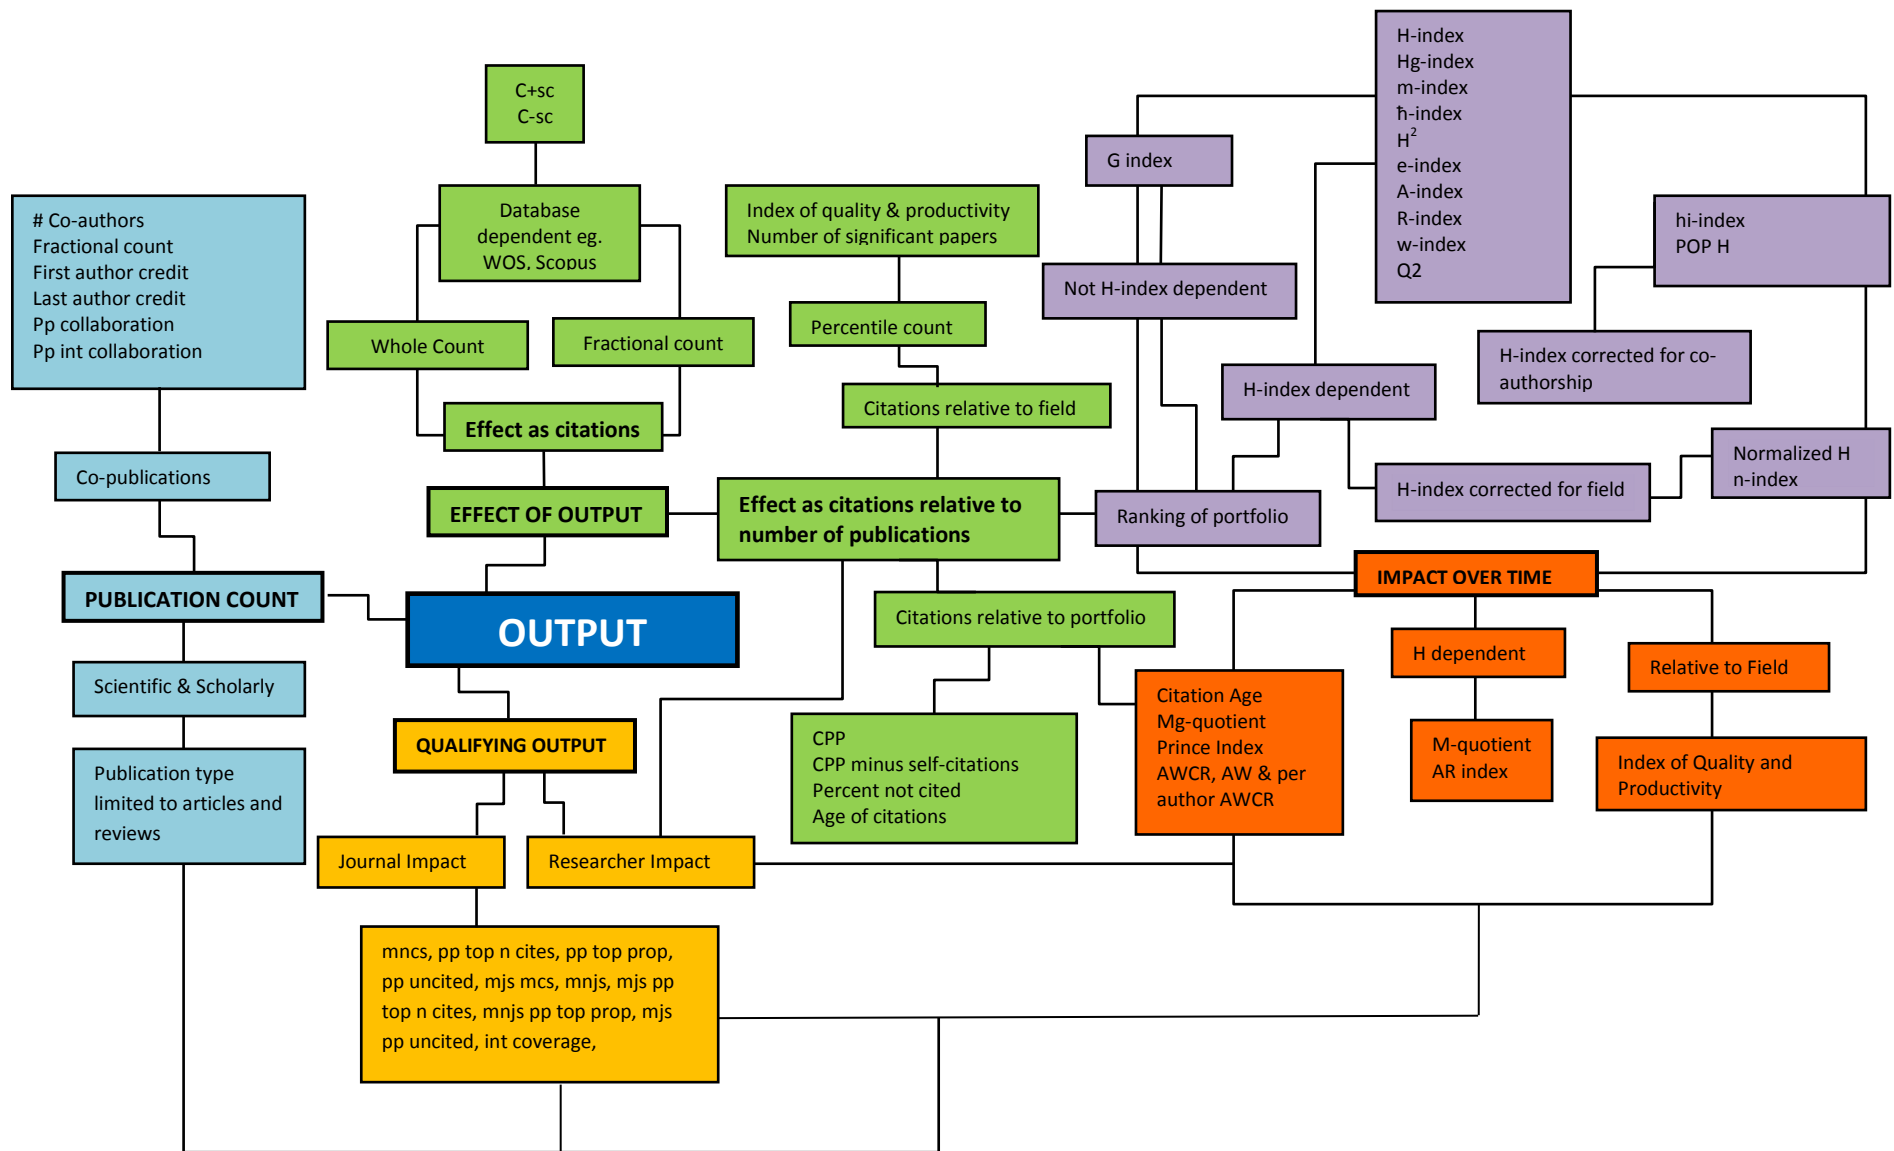 H-index
Hg-index
m-index
ħ-index
H²
e-index
A-index
R-index
w-index
Q2
C+sc
C-sc
G index
# Co-authors
Fractional count
First author credit
Last author credit
Pp collaboration
Pp int collaboration
Database
dependent eg.
WOS, Scopus
Index of quality & productivity
Number of significant papers
hi-index
POP H
Not H-index dependent
Whole Count
Fractional count
Percentile count
H-index corrected for co-
authorship
H-index dependent
Citations relative to field
Effect as citations
Co-publications
Normalized H
n-index
H-index corrected for field
EFFECT OF OUTPUT
Effect as citations relative to
number of publications
Ranking of portfolio
PUBLICATION COUNT
IMPACT OVER TIME
OUTPUT
Citations relative to portfolio
H dependent
Relative to Field
Scientific & Scholarly
Citation Age
Mg-quotient
Prince Index
AWCR, AW & per
author AWCR
QUALIFYING OUTPUT
CPP
CPP minus self-citations
Percent not cited
Age of citations
M-quotient
AR index
Index of Quality and
Productivity
Publication type
limited to articles and
reviews
Journal Impact
Researcher Impact
mncs, pp top n cites, pp top prop,
pp uncited, mjs mcs, mnjs, mjs pp
top n cites, mnjs pp top prop, mjs
pp uncited, int coverage,